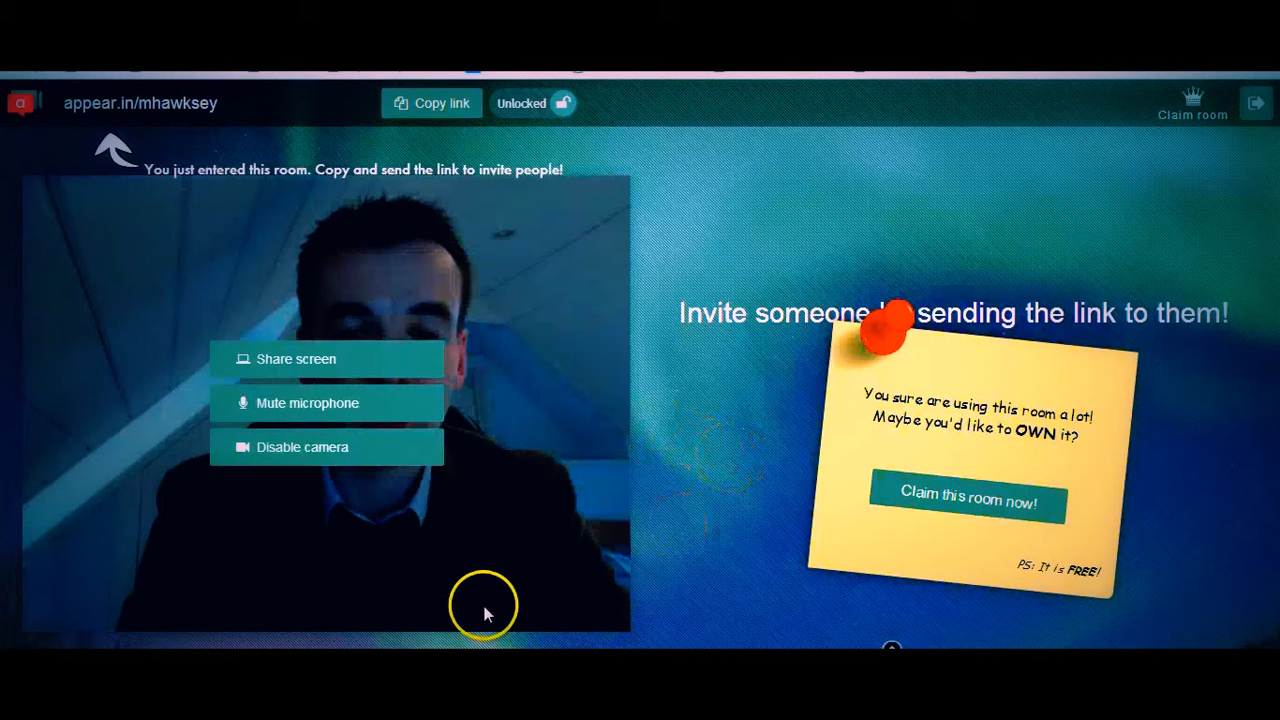 a appear.in/mhawksey Copy link Unlocked
Claim room
You just entered this room. Copy and send the link to invite people!
Share screen
Mute microphone
Disable camera
Invite someone sending the link to them!
You sure are using this room a lot!
Maybe you'd like to OWN it?
Claim this room now!
PS: It is FREE!